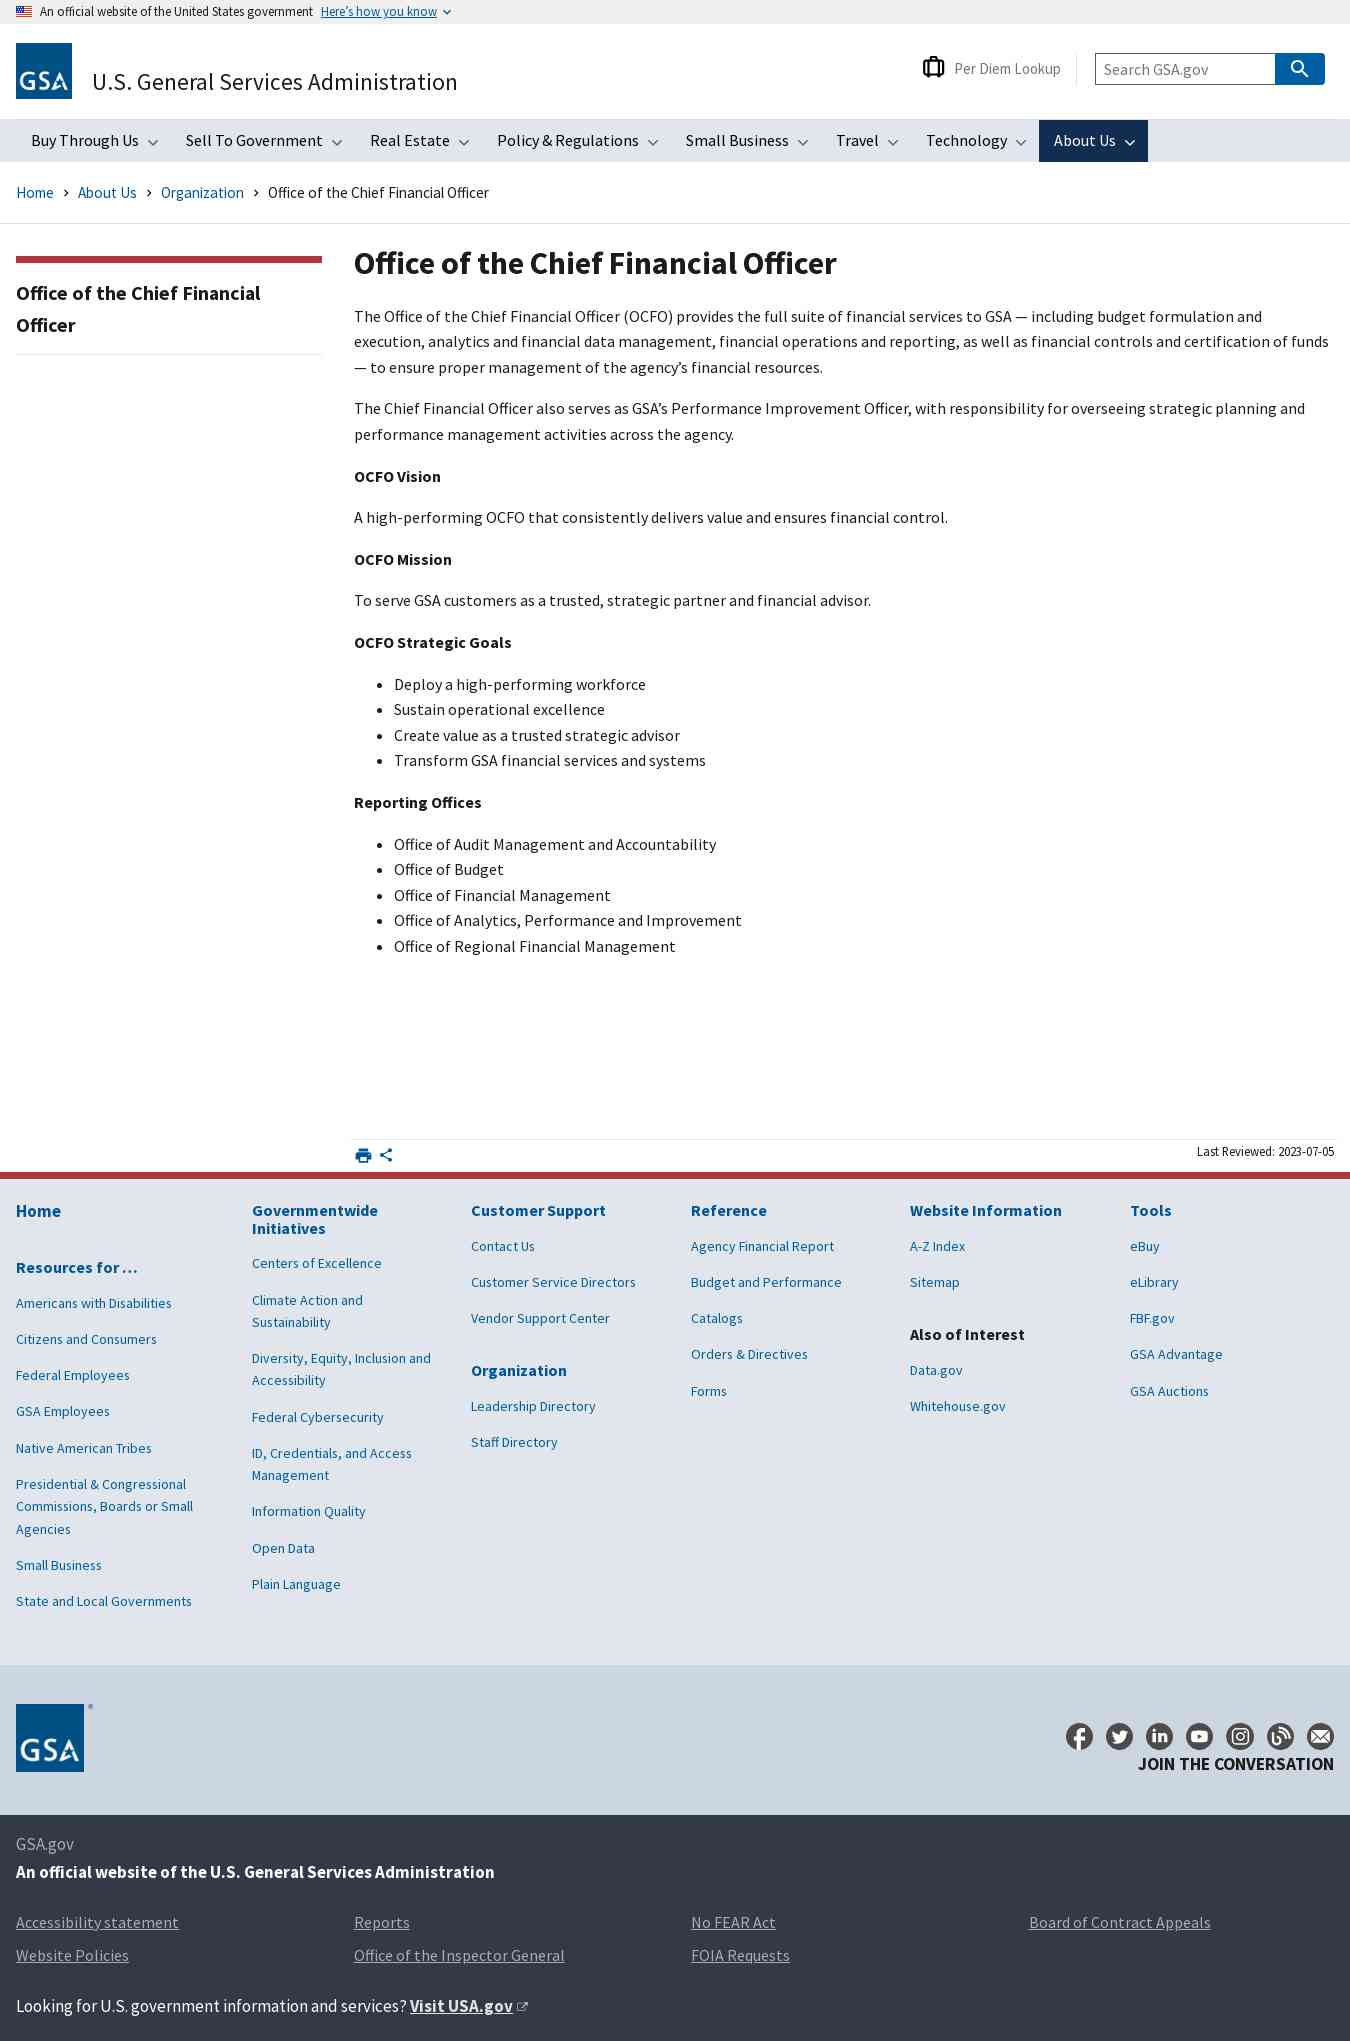 An official website of the United States government Here's how you know
GSA
U.S. General Services Administration
Per Diem Lookup
Search GSA.gov
Buy Through Us
Sell To Government
Real Estate
Policy & Regulations
Small Business
Travel
Technology
About Us
Home > About Us > Organization > Office of the Chief Financial Officer
Office of the Chief Financial
Officer
Office of the Chief Financial Officer
The Office of the Chief Financial Officer (OCFO) provides the full suite of financial services to GSA — including budget formulation and
execution, analytics and financial data management, financial operations and reporting, as well as financial controls and certification of funds
— to ensure proper management of the agency’s financial resources.
The Chief Financial Officer also serves as GSA’s Performance Improvement Officer, with responsibility for overseeing strategic planning and
performance management activities across the agency.
OCFO Vision
A high-performing OCFO that consistently delivers value and ensures financial control.
OCFO Mission
To serve GSA customers as a trusted, strategic partner and financial advisor.
OCFO Strategic Goals
• Deploy a high-performing workforce
• Sustain operational excellence
• Create value as a trusted strategic advisor
• Transform GSA financial services and systems
Reporting Offices
• Office of Audit Management and Accountability
• Office of Budget
• Office of Financial Management
• Office of Analytics, Performance and Improvement
• Office of Regional Financial Management
Last Reviewed: 2023-07-05
Home
Resources for …
Americans with Disabilities
Citizens and Consumers
Federal Employees
GSA Employees
Native American Tribes
Presidential & Congressional
Commissions, Boards or Small
Agencies
Small Business
State and Local Governments
Governmentwide
Initiatives
Centers of Excellence
Climate Action and
Sustainability
Diversity, Equity, Inclusion and
Accessibility
Federal Cybersecurity
ID, Credentials, and Access
Management
Information Quality
Open Data
Plain Language
Customer Support
Contact Us
Customer Service Directors
Vendor Support Center
Organization
Leadership Directory
Staff Directory
Reference
Agency Financial Report
Budget and Performance
Catalogs
Orders & Directives
Forms
Website Information
A-Z Index
Sitemap
Also of Interest
Data.gov
Whitehouse.gov
Tools
eBuy
eLibrary
FBF.gov
GSA Advantage
GSA Auctions
GSA ®
JOIN THE CONVERSATION
GSA.gov
An official website of the U.S. General Services Administration
Accessibility statement
Reports
No FEAR Act
Board of Contract Appeals
Website Policies
Office of the Inspector General
FOIA Requests
Looking for U.S. government information and services? Visit USA.gov